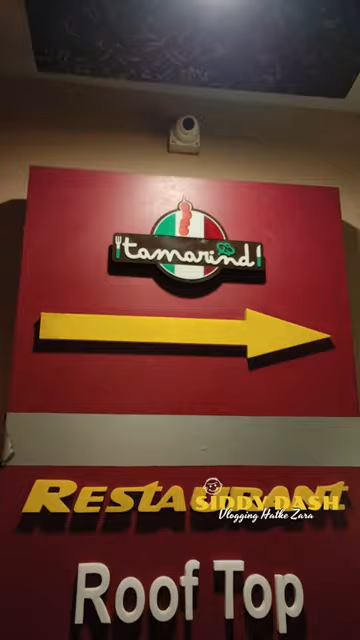 tamarind
RESTAURANT
SIDDY DASH
Vlogging Hatke Zara
Roof Top